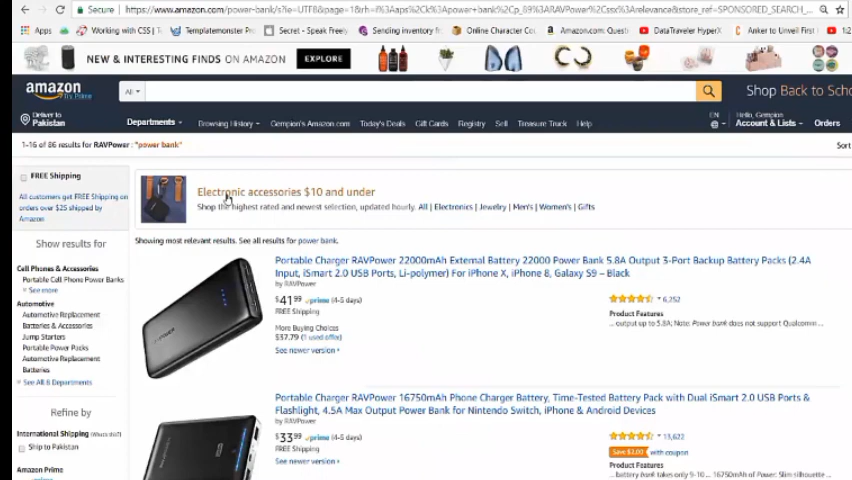 Secure | https://www.amazon.com/power-bank/s?ie=UTF8&page=1&rh=i%3Aaps%2Ck%3Apower+bank%2Cp_89%3ARAVPower%2Cssx%3Arelevance&store_ref=SPONSORED_SEARCH_...
Apps Working with CSS | T Templatemonster Pro Secret - Speak Freely Sending inventory f Online Character Cou Amazon.com: Questi DataTraveler HyperX Anker to Unveil First
NEW & INTERESTING FINDS ON AMAZON EXPLORE
amazon
Try Prime
All
Shop Back to Scho
Deliver to
Pakistan
Departments Browsing History Gempion's Amazon.com Today's Deals Gift Cards Registry Sell Treasure Truck Help
EN
Hello, Gempion
Account & Lists Orders
1-16 of 86 results for RAVPower : "power bank"
Sort
FREE Shipping
All customers get FREE Shipping on
orders over $25 shipped by
Amazon
Electronic accessories $10 and under
Shop the highest rated and newest selection, updated hourly. All | Electronics | Jewelry | Men's | Women's | Gifts
Show results for
Cell Phones & Accessories
Portable Cell Phone Power Banks
See more
Automotive
Automotive Replacement
Batteries & Accessories
Jump Starters
Portable Power Packs
Automotive Replacement
Batteries
See All 8 Departments
Refine by
International Shipping (What's this?)
Ship to Pakistan
Amazon Prime
Showing most relevant results. See all results for power bank.
Portable Charger RAVPower 22000mAh External Battery 22000 Power Bank 5.8A Output 3-Port Backup Battery Packs (2.4A
Input, iSmart 2.0 USB Ports, Li-polymer) For iPhone X, iPhone 8, Galaxy S9 – Black
by RAVPower
$41 99 prime (4-5 days)
FREE Shipping
More Buying Choices
$37.79 (1 used offer)
See newer version
6,252
Product Features
... output up to 5.8A; Note: Power bank does not support Qualcomm ...
Portable Charger RAVPower 16750mAh Phone Charger Battery, Time-Tested Battery Pack with Dual iSmart 2.0 USB Ports &
Flashlight, 4.5A Max Output Power Bank for Nintendo Switch, iPhone & Android Devices
by RAVPower
$33 99 prime (4-5 days)
FREE Shipping
See newer version
13,622
Save $3.00 with coupon
Product Features
... battery bank takes only 9-10 ... 16750mAh of Power: Slim silhouette ...